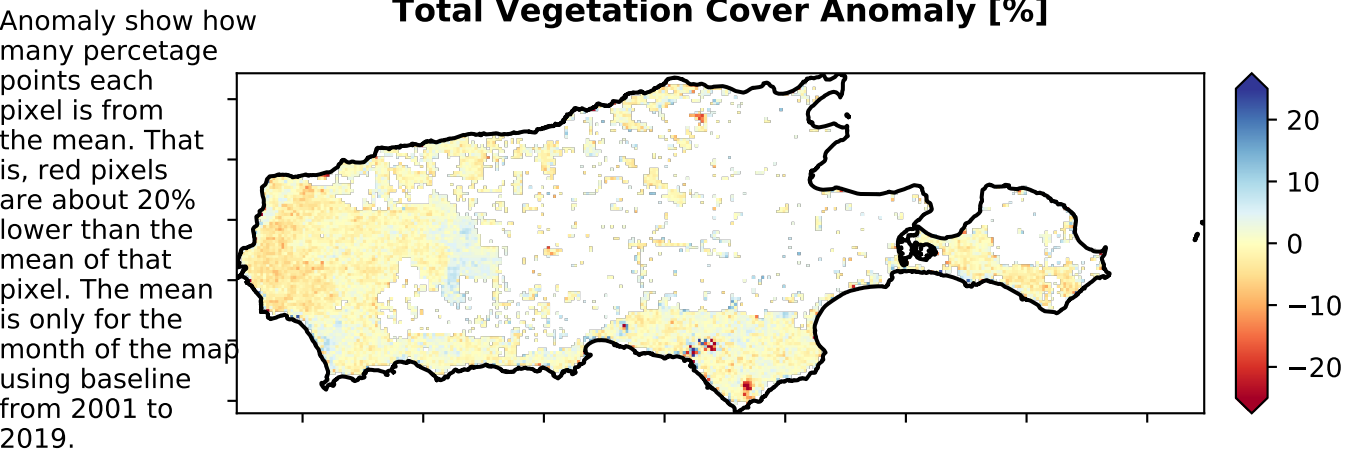 Total Vegetation Cover Anomaly [%]
Anomaly show how
many percetage
points each
pixel is from
the mean. That
is, red pixels
are about 20%
lower than the
mean of that
pixel. The mean
is only for the
month of the map
using baseline
from 2001 to
2019.
20
10
0
−10
−20